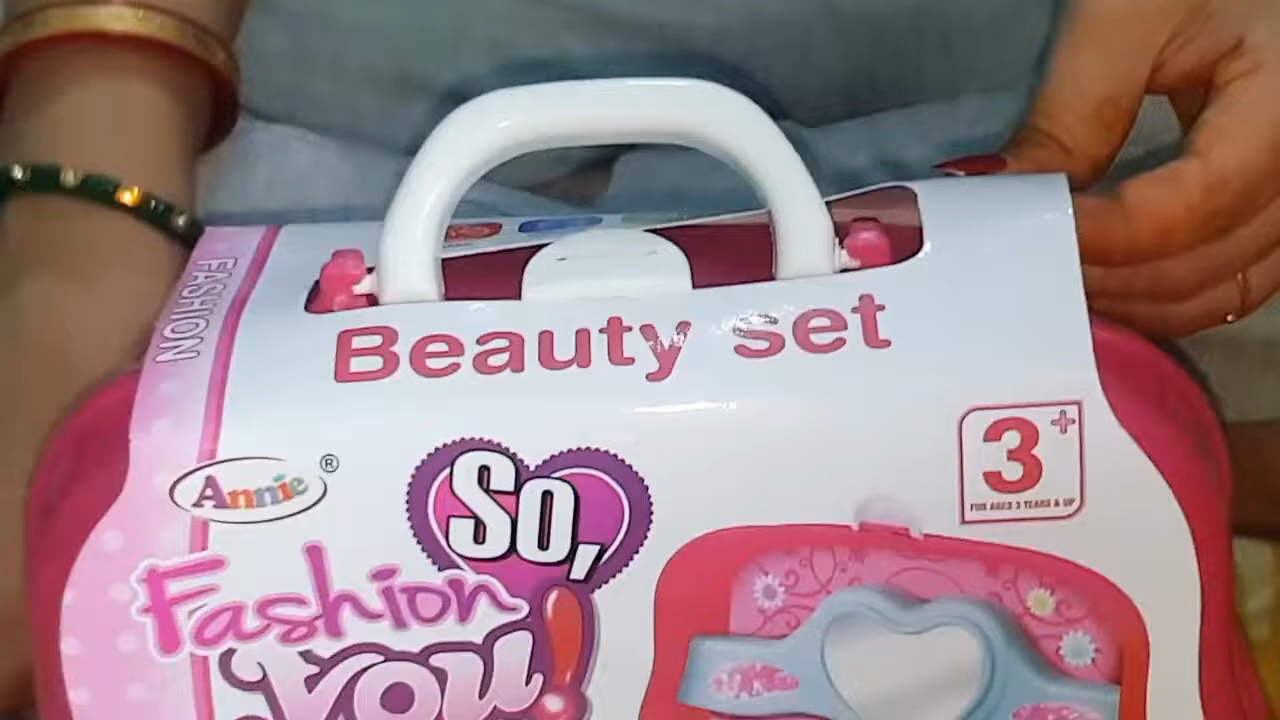 FASHION
Beauty set
3+
FOR AGES 3 YEARS & UP
Annie®
So,
Fashion
You!